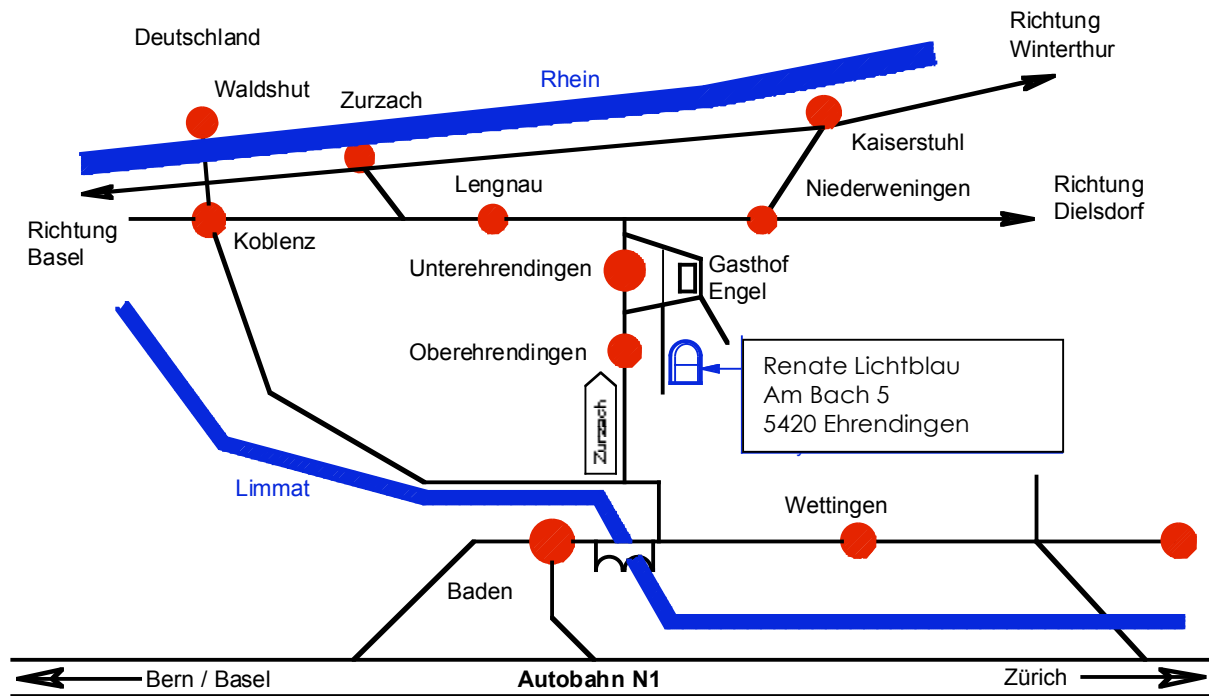 Deutschland
Richtung
Winterthur
Rhein
Waldshut
Zurzach
Kaiserstuhl
Lengnau
Niederweningen
Richtung
Dielsdorf
Richtung
Basel
Koblenz
Unterehrendingen
Gasthof
Engel
Oberehrendingen
Renate Lichtblau
Am Bach 5
5420 Ehrendingen
Zurzach
Limmat
Wettingen
Baden
Bern / Basel
Autobahn N1
Zürich